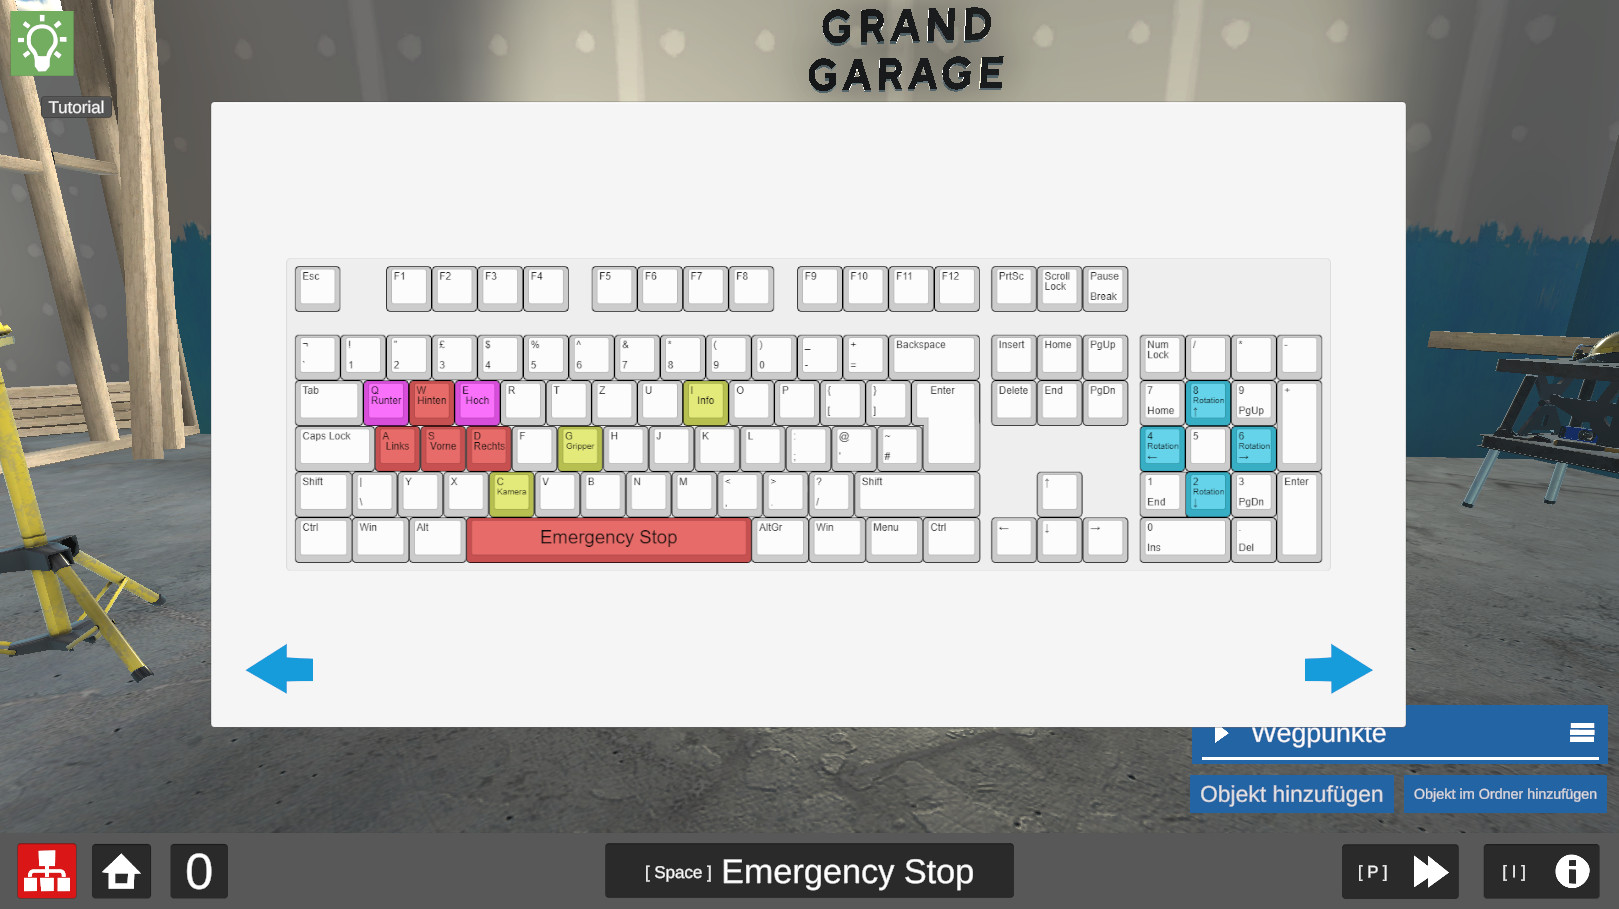 GRAND
GARAGE
Tutorial
Esc F1 F2 F3 F4 F5 F6 F7 F8 F9 F10 F11 F12 PrtSc Scroll Lock Pause Break
¬ ` ! 1 " 2 £ 3 $ 4 % 5 ^ 6 & 7 * 8 ( 9 ) 0 _ - + = Backspace Insert Home PgUp Num Lock / * -
Tab Q Runter W Hinten E Hoch R T Z U I Info O P { [ } ] Enter Delete End PgDn 7 Home 8 Rotation ↑ 9 PgUp +
Caps Lock A Links S Vorne D Rechts F G Gripper H J K L : ; @ ' ~ # 4 Rotation ← 5 6 Rotation →
Shift | \ Y X C Kamera V B N M < , > . ? / Shift ↑ 1 End 2 Rotation ↓ 3 PgDn Enter
Ctrl Win Alt Emergency Stop AltGr Win Menu Ctrl ← ↓ → 0 Ins . Del
Wegpunkte
Objekt hinzufügen Objekt im Ordner hinzufügen
0 [ Space ] Emergency Stop [ P ] [ I ]